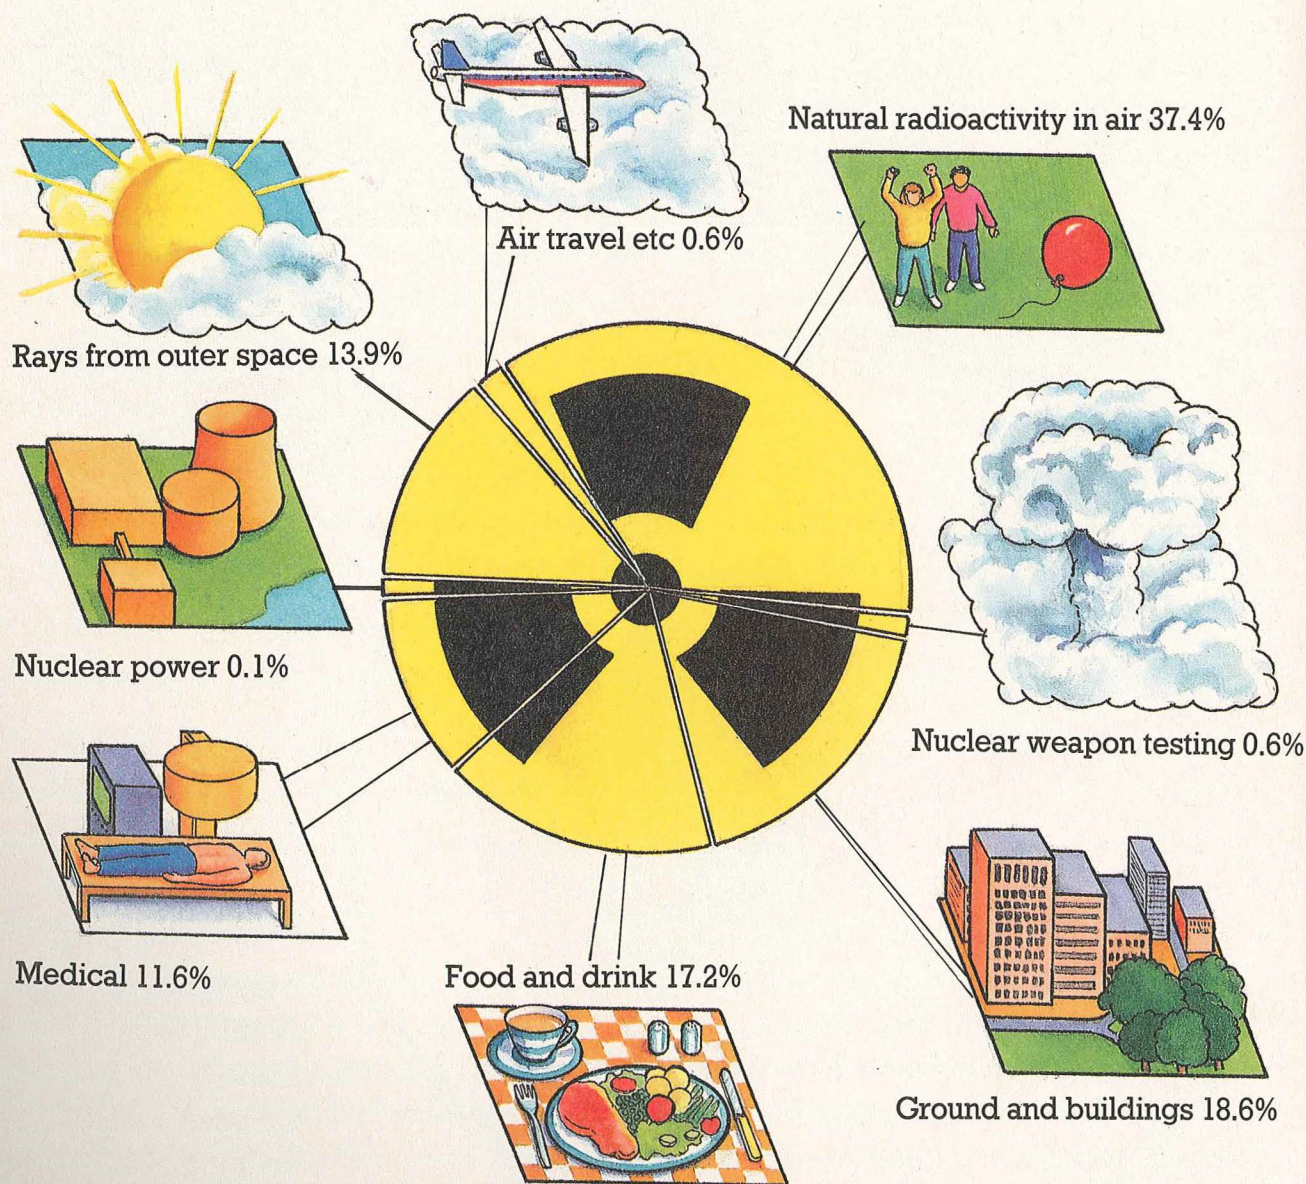 Natural radioactivity in air 37.4%
Air travel etc 0.6%
Rays from outer space 13.9%
Nuclear power 0.1%
Nuclear weapon testing 0.6%
Medical 11.6%
Food and drink 17.2%
Ground and buildings 18.6%